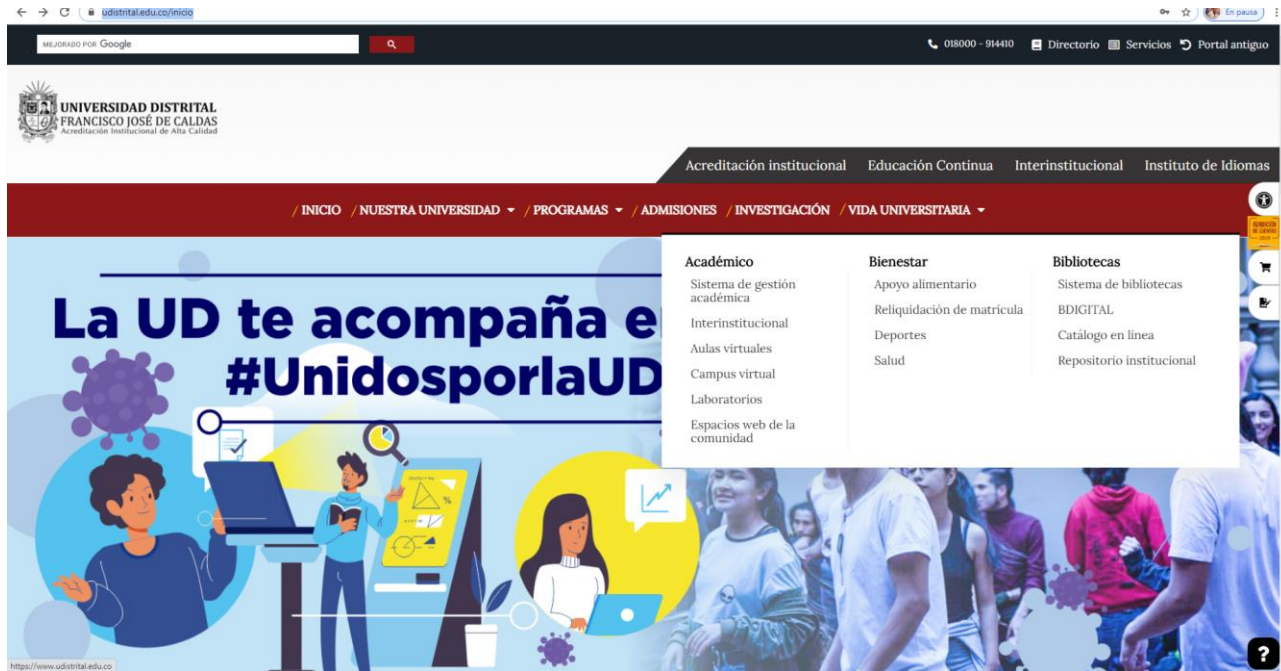 udistrital.edu.co/inicio
En pausa
MEJORADO POR Google
018000 - 914410
Directorio
Servicios
Portal antiguo
UNIVERSIDAD DISTRITAL
FRANCISCO JOSÉ DE CALDAS
Acreditación Institucional de Alta Calidad
Acreditación institucional
Educación Continua
Interinstitucional
Instituto de Idiomas
/ INICIO / NUESTRA UNIVERSIDAD / PROGRAMAS / ADMISIONES / INVESTIGACIÓN / VIDA UNIVERSITARIA
RENDICIÓN
DE CUENTAS
La UD te acompaña
#UnidosporlaUD
Académico
Sistema de gestión
académica
Interinstitucional
Aulas virtuales
Campus virtual
Laboratorios
Espacios web de la
comunidad
Bienestar
Apoyo alimentario
Reliquidación de matrícula
Deportes
Salud
Bibliotecas
Sistema de bibliotecas
BDIGITAL
Catálogo en línea
Repositorio institucional
%
?
https://www.udistrital.edu.co